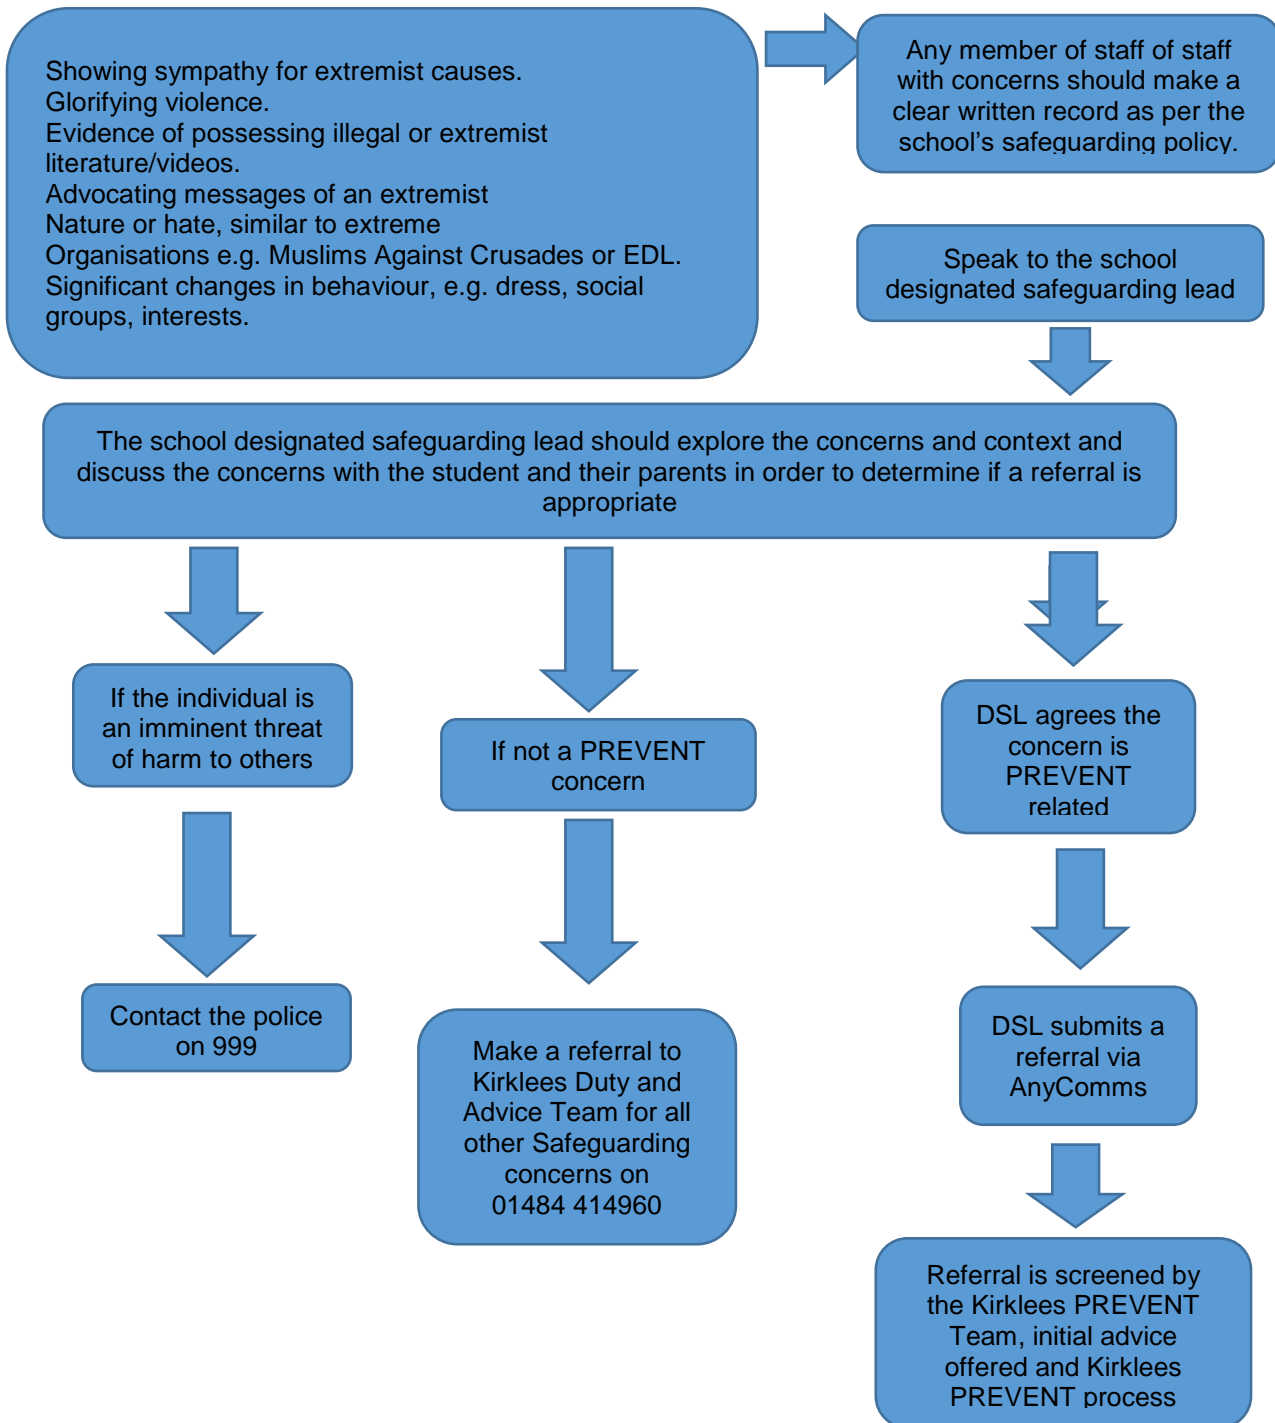 Showing sympathy for extremist causes.
Glorifying violence.
Evidence of possessing illegal or extremist
literature/videos.
Advocating messages of an extremist
Nature or hate, similar to extreme
Organisations e.g. Muslims Against Crusades or EDL.
Significant changes in behaviour, e.g. dress, social
groups, interests.
Any member of staff of staff
with concerns should make a
clear written record as per the
school’s safeguarding policy.
Speak to the school
designated safeguarding lead
The school designated safeguarding lead should explore the concerns and context and
discuss the concerns with the student and their parents in order to determine if a referral is
appropriate
If the individual is
an imminent threat
of harm to others
Contact the police
on 999
If not a PREVENT
concern
Make a referral to
Kirklees Duty and
Advice Team for all
other Safeguarding
concerns on
01484 414960
DSL agrees the
concern is
PREVENT
related
DSL submits a
referral via
AnyComms
Referral is screened by
the Kirklees PREVENT
Team, initial advice
offered and Kirklees
PREVENT process